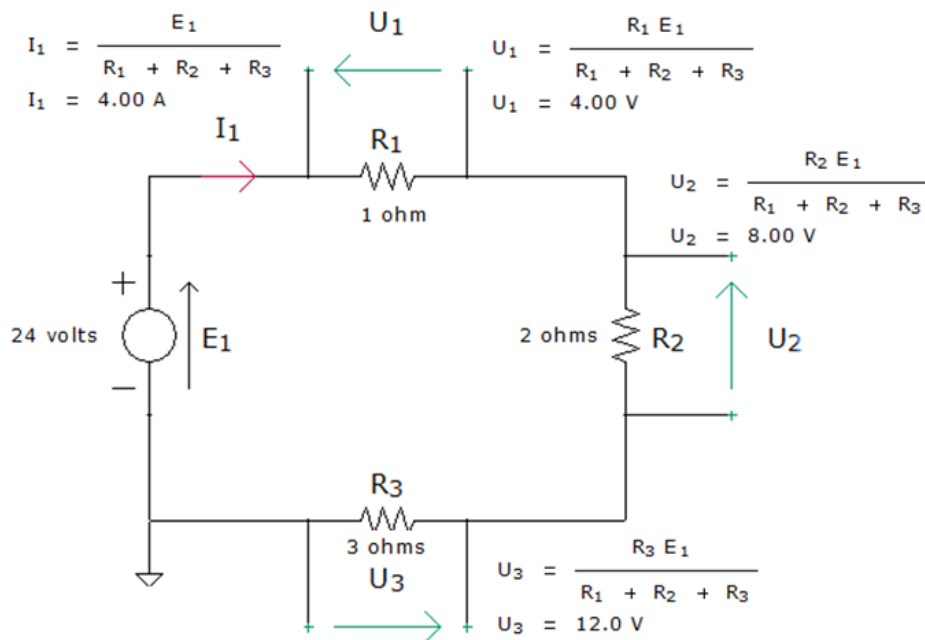 I₁ = E₁ / (R₁ + R₂ + R₃)
I₁ = 4.00 A
U₁
U₁ = R₁ E₁ / (R₁ + R₂ + R₃)
U₁ = 4.00 V
I₁
R₁
1 ohm
U₂ = R₂ E₁ / (R₁ + R₂ + R₃)
U₂ = 8.00 V
+
24 volts
E₁
−
2 ohms
R₂
U₂
R₃
3 ohms
U₃
U₃ = R₃ E₁ / (R₁ + R₂ + R₃)
U₃ = 12.0 V